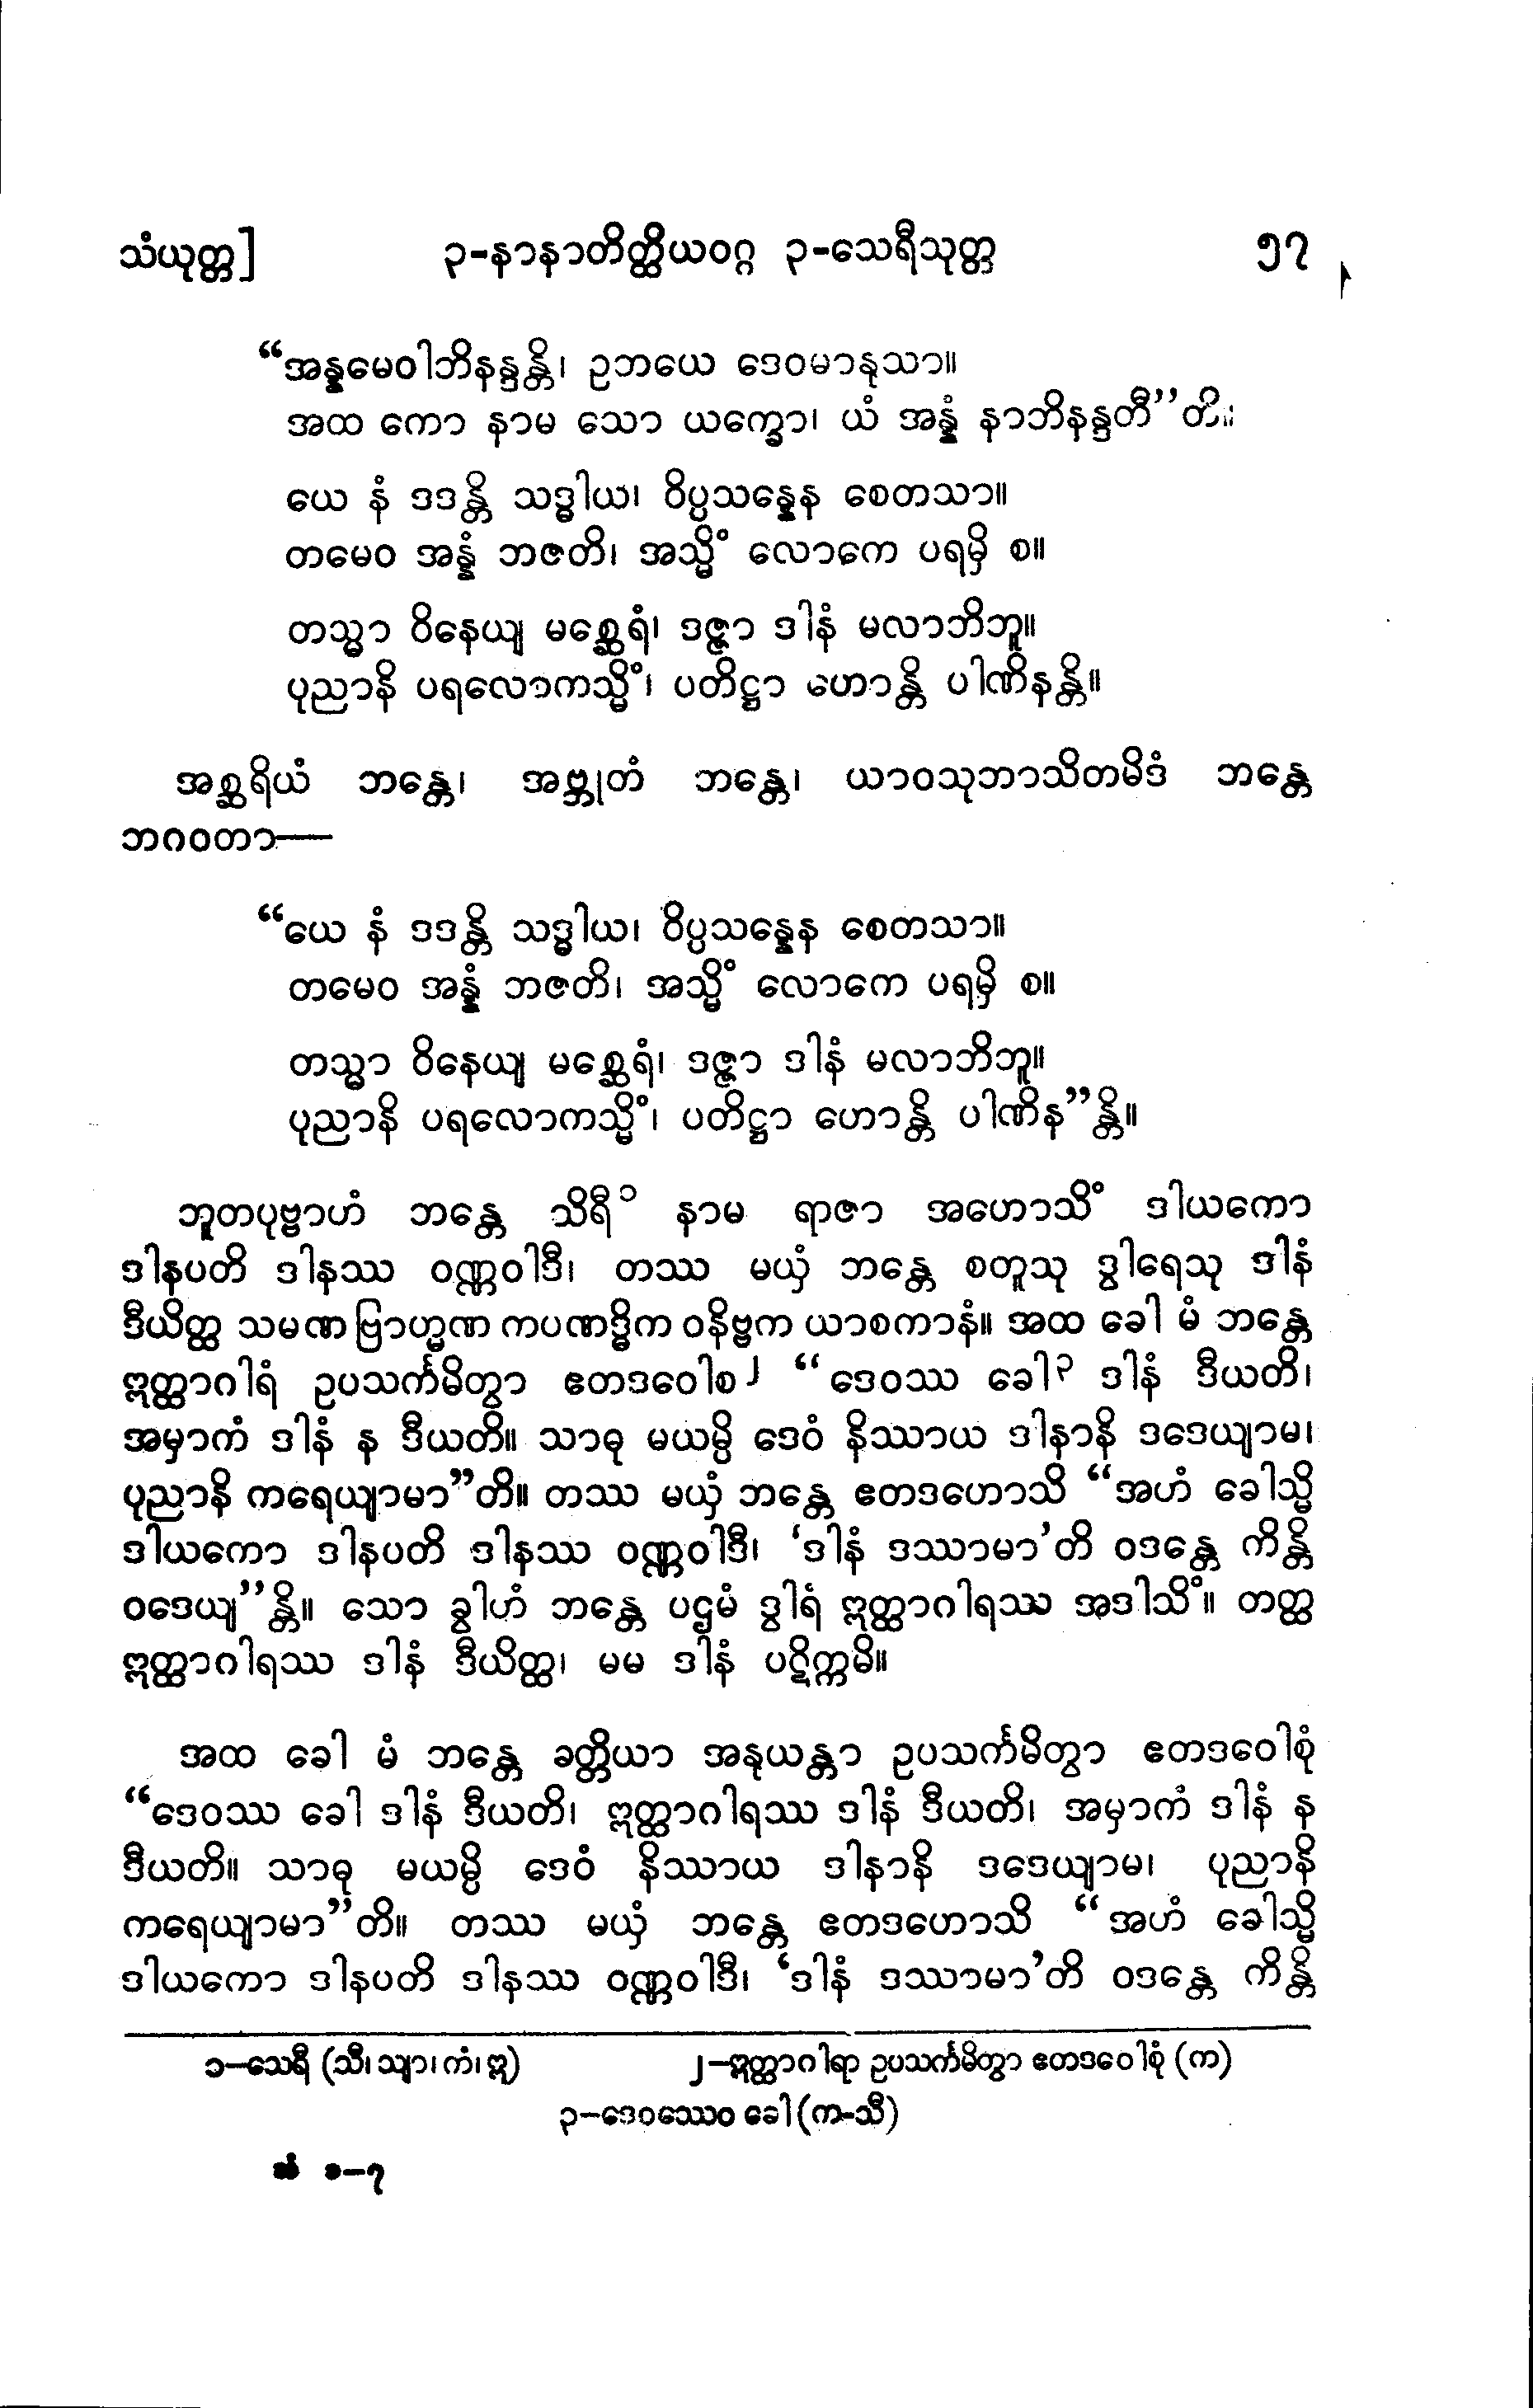 သံယုတ္တ] ၃-နာနာတိတ္ထိယဝဂ္ဂ ၃-သေရီသုတ္တ ၅၇
“အန္နမေဝါဘိနန္ဒန္တိ၊ ဥဘယေ ဒေဝမာနုသာ။
အထ ကော နာမ သော ယက္ခော၊ ယံ အန္နံ နာဘိနန္ဒတီ”တိ။
ယေ နံ ဒဒန္တိ သဒ္ဓါယ၊ ဝိပ္ပသန္နေန စေတသာ။
တမေဝ အန္နံ ဘဇတိ၊ အသ္မိံ လောကေ ပရမှိ စ။
တသ္မာ ဝိနေယျ မစ္ဆေရံ၊ ဒဇ္ဇာ ဒါနံ မလာဘိဘူ။
ပုညာနိ ပရလောကသ္မိံ၊ ပတိဋ္ဌာ ဟောန္တိ ပါဏိနန္တိ။
အစ္ဆရိယံ ဘန္တေ၊ အဗ္ဘုတံ ဘန္တေ၊ ယာဝသုဘာသိတမိဒံ ဘန္တေ
ဘဂဝတာ—
“ယေ နံ ဒဒန္တိ သဒ္ဓါယ၊ ဝိပ္ပသန္နေန စေတသာ။
တမေဝ အန္နံ ဘဇတိ၊ အသ္မိံ လောကေ ပရမှိ စ။
တသ္မာ ဝိနေယျ မစ္ဆေရံ၊ ဒဇ္ဇာ ဒါနံ မလာဘိဘူ။
ပုညာနိ ပရလောကသ္မိံ၊ ပတိဋ္ဌာ ဟောန္တိ ပါဏိန”န္တိ။
ဘူတပုဗ္ဗာဟံ ဘန္တေ သိရီ ၁ နာမ ရာဇာ အဟောသိံ ဒါယကော
ဒါနပတိ ဒါနဿ ဝဏ္ဏဝါဒီ၊ တဿ မယှံ ဘန္တေ စတူသု ဒွါရေသု ဒါနံ
ဒီယိတ္ထ သမဏ ဗြာဟ္မဏ ကပဏဒ္ဓိက ဝနိဗ္ဗက ယာစကာနံ။ အထ ခေါ မံ ဘန္တေ
ဣတ္ထာဂါရံ ဥပသင်္ကမိတွာ ဧတဒဝေါစ ၂ “ဒေဝဿ ခေါ ၃ ဒါနံ ဒီယတိ၊
အမှာကံ ဒါနံ န ဒီယတိ။ သာဓု မယမ္ပိ ဒေဝံ နိဿာယ ဒါနာနိ ဒဒေယျာမ၊
ပုညာနိ ကရေယျာမာ”တိ။ တဿ မယှံ ဘန္တေ ဧတဒဟောသိ “အဟံ ခေါသ္မိ
ဒါယကော ဒါနပတိ ဒါနဿ ဝဏ္ဏဝါဒီ၊ ‘ဒါနံ ဒဿာမာ’တိ ဝဒန္တေ ကိန္တိ
ဝဒေယျ”န္တိ။ သော ခွါဟံ ဘန္တေ ပဌမံ ဒွါရံ ဣတ္ထာဂါရဿ အဒါသိံ။ တတ္ထ
ဣတ္ထာဂါရဿ ဒါနံ ဒီယိတ္ထ၊ မမ ဒါနံ ပဋိက္ကမိ။
အထ ခေါ မံ ဘန္တေ ခတ္တိယာ အနုယန္တာ ဥပသင်္ကမိတွာ ဧတဒဝေါစုံ
“ဒေဝဿ ခေါ ဒါနံ ဒီယတိ၊ ဣတ္ထာဂါရဿ ဒါနံ ဒီယတိ၊ အမှာကံ ဒါနံ န
ဒီယတိ။ သာဓု မယမ္ပိ ဒေဝံ နိဿာယ ဒါနာနိ ဒဒေယျာမ၊ ပုညာနိ
ကရေယျာမာ”တိ။ တဿ မယှံ ဘန္တေ ဧတဒဟောသိ “အဟံ ခေါသ္မိ
ဒါယကော ဒါနပတိ ဒါနဿ ဝဏ္ဏဝါဒီ၊ ‘ဒါနံ ဒဿာမာ’တိ ဝဒန္တေ ကိန္တိ
၁—သေရီ (သီ၊ သျာ၊ ကံ၊ ဣ) ၂—ဣတ္ထာဂါရာ ဥပသင်္ကမိတွာ ဧတဒဝေါစုံ (က)
၃—ဒေဝဿေဝ ခေါ (က-သီ)
သံ ၁—၇